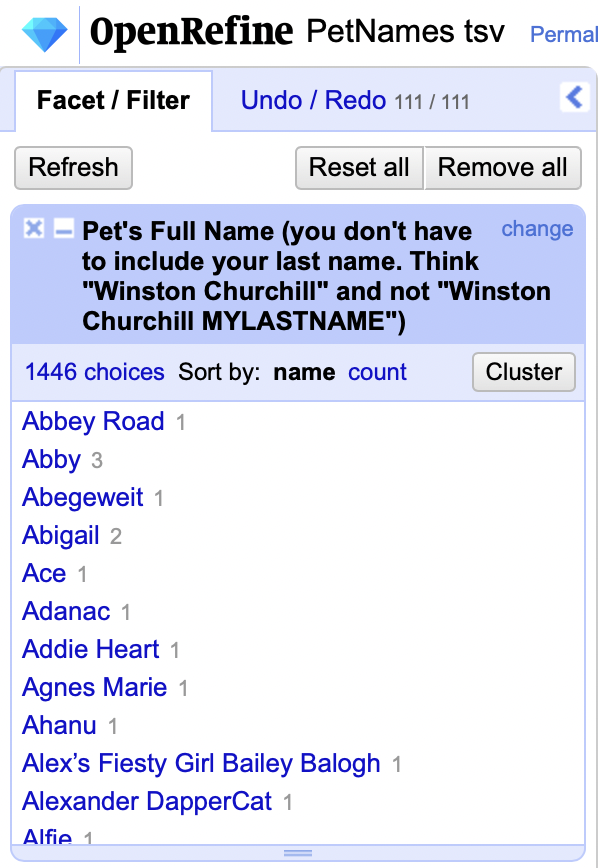 OpenRefine PetNames tsv Permal
Facet / Filter Undo / Redo 111 / 111
Refresh Reset all Remove all
Pet's Full Name (you don't have change
to include your last name. Think
"Winston Churchill" and not "Winston
Churchill MYLASTNAME")
1446 choices Sort by: name count Cluster
Abbey Road 1
Abby 3
Abegeweit 1
Abigail 2
Ace 1
Adanac 1
Addie Heart 1
Agnes Marie 1
Ahanu 1
Alex’s Fiesty Girl Bailey Balogh 1
Alexander DapperCat 1
Alfie 1